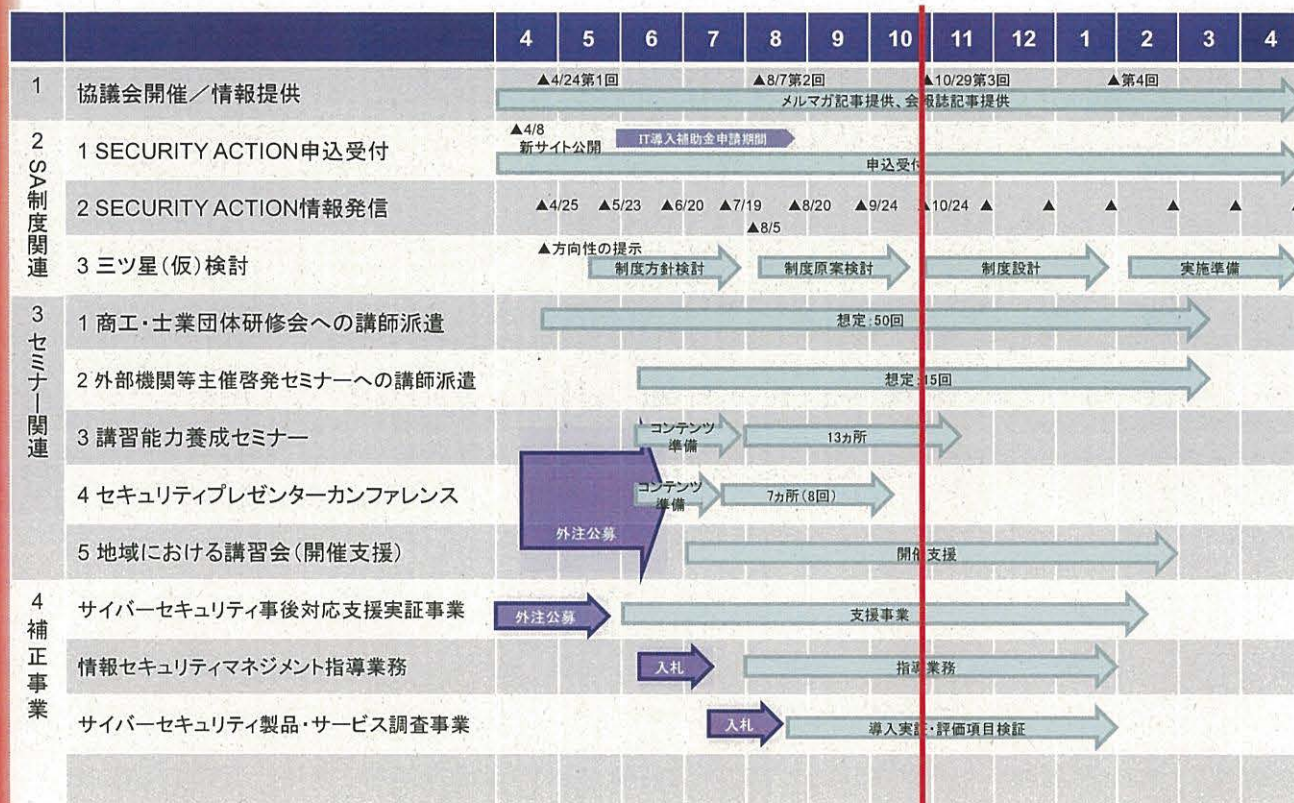 4 5 6 7 8 9 10 11 12 1 2 3 4
1 協議会開催/情報提供
▲4/24第1回 ▲8/7第2回 ▲10/29第3回 ▲第4回
メルマガ記事提供、会報誌記事提供
2 SA制度関連
1 SECURITY ACTION申込受付
▲4/8
新サイト公開
IT導入補助金申請期間
申込受付
2 SECURITY ACTION情報発信
▲4/25 ▲5/23 ▲6/20 ▲7/19 ▲8/20 ▲9/24 ▲10/24 ▲ ▲ ▲ ▲ ▲ ▲
▲8/5
3 三ツ星(仮)検討
▲方向性の提示
制度方針検討 制度原案検討 制度設計 実施準備
3 セミナー関連
1 商工・士業団体研修会への講師派遣
想定:50回
2 外部機関等主催啓発セミナーへの講師派遣
想定:15回
3 講習能力養成セミナー
コンテンツ
準備
13ヵ所
4 セキュリティプレゼンターカンファレンス
コンテンツ
準備
7ヵ所(8回)
外注公募
5 地域における講習会(開催支援)
開催支援
4 補正事業
サイバーセキュリティ事後対応支援実証事業
外注公募 支援事業
情報セキュリティマネジメント指導業務
入札 指導業務
サイバーセキュリティ製品・サービス調査事業
入札 導入実証・評価項目検証